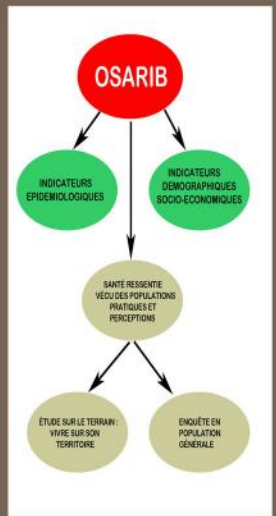 OSARIB
INDICATEURS
EPIDEMIOLOGIQUES
INDICATEURS
DEMOGRAPHIQUES
SOCIO-ECONOMIQUES
SANTÉ RESSENTIE
VÉCU DES POPULATIONS
PRATIQUES ET
PERCEPTIONS
ÉTUDE SUR LE TERRAIN :
VIVRE SUR SON
TERRITOIRE
ENQUÊTE EN
POPULATION
GÉNÉRALE